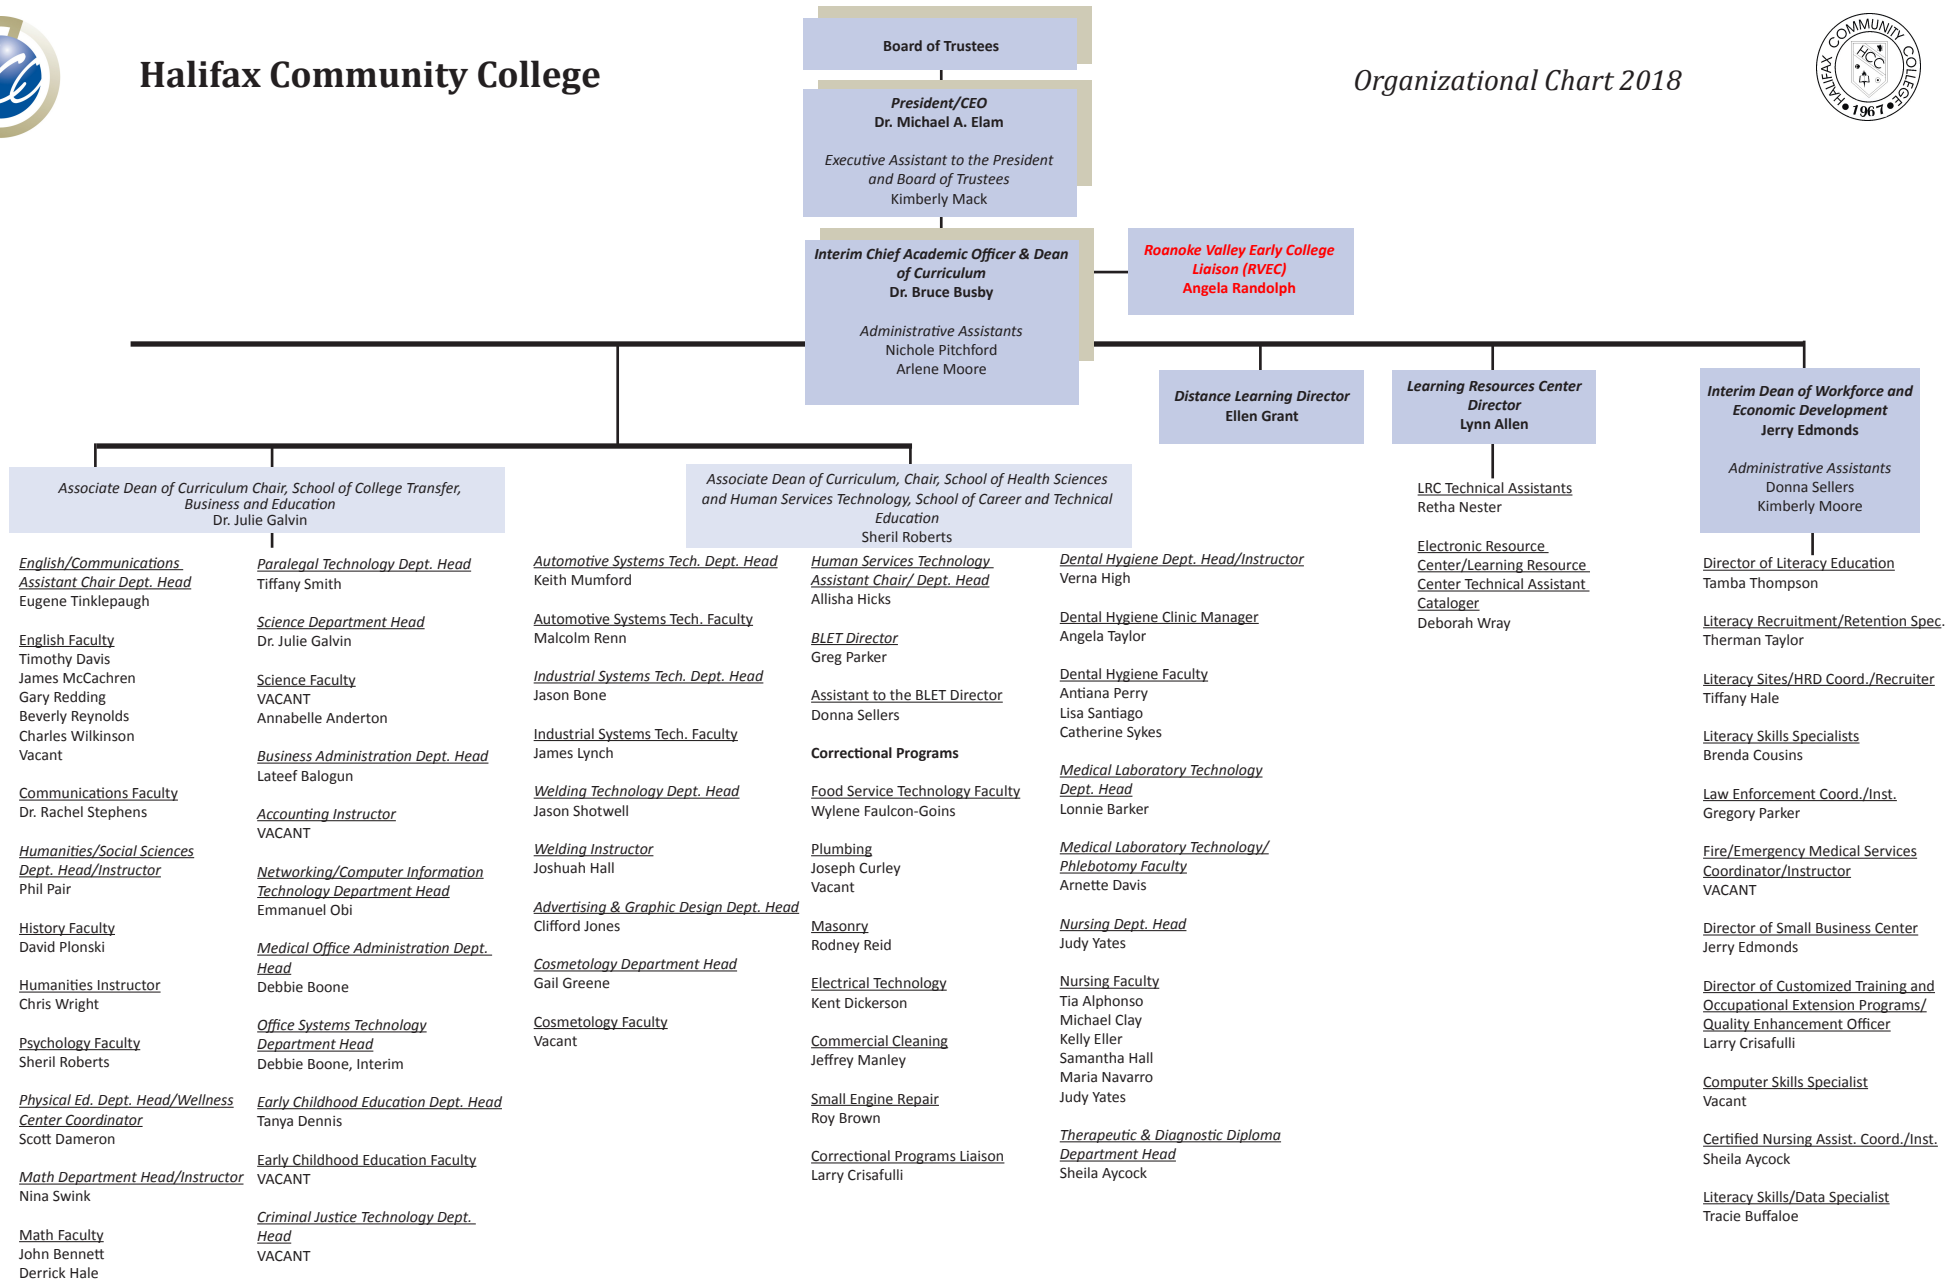 Halifax Community College
Organizational Chart 2018
HALIFAX COMMUNITY COLLEGE
HCC
1967
Board of Trustees
President/CEO
Dr. Michael A. Elam
Executive Assistant to the President
and Board of Trustees
Kimberly Mack
Interim Chief Academic Officer & Dean
of Curriculum
Dr. Bruce Busby
Administrative Assistants
Nichole Pitchford
Arlene Moore
Roanoke Valley Early College
Liaison (RVEC)
Angela Randolph
Distance Learning Director
Ellen Grant
Learning Resources Center
Director
Lynn Allen
Interim Dean of Workforce and
Economic Development
Jerry Edmonds
Administrative Assistants
Donna Sellers
Kimberly Moore
Associate Dean of Curriculum Chair, School of College Transfer,
Business and Education
Dr. Julie Galvin
Associate Dean of Curriculum, Chair, School of Health Sciences
and Human Services Technology, School of Career and Technical
Education
Sheril Roberts
English/Communications
Assistant Chair Dept. Head
Eugene Tinklepaugh
English Faculty
Timothy Davis
James McCachren
Gary Redding
Beverly Reynolds
Charles Wilkinson
Vacant
Communications Faculty
Dr. Rachel Stephens
Humanities/Social Sciences
Dept. Head/Instructor
Phil Pair
History Faculty
David Plonski
Humanities Instructor
Chris Wright
Psychology Faculty
Sheril Roberts
Physical Ed. Dept. Head/Wellness
Center Coordinator
Scott Dameron
Math Department Head/Instructor
Nina Swink
Math Faculty
John Bennett
Derrick Hale
Paralegal Technology Dept. Head
Tiffany Smith
Science Department Head
Dr. Julie Galvin
Science Faculty
VACANT
Annabelle Anderton
Business Administration Dept. Head
Lateef Balogun
Accounting Instructor
VACANT
Networking/Computer Information
Technology Department Head
Emmanuel Obi
Medical Office Administration Dept.
Head
Debbie Boone
Office Systems Technology
Department Head
Debbie Boone, Interim
Early Childhood Education Dept. Head
Tanya Dennis
Early Childhood Education Faculty
VACANT
Criminal Justice Technology Dept.
Head
VACANT
Automotive Systems Tech. Dept. Head
Keith Mumford
Automotive Systems Tech. Faculty
Malcolm Renn
Industrial Systems Tech. Dept. Head
Jason Bone
Industrial Systems Tech. Faculty
James Lynch
Welding Technology Dept. Head
Jason Shotwell
Welding Instructor
Joshuah Hall
Advertising & Graphic Design Dept. Head
Clifford Jones
Cosmetology Department Head
Gail Greene
Cosmetology Faculty
Vacant
Human Services Technology
Assistant Chair/ Dept. Head
Allisha Hicks
BLET Director
Greg Parker
Assistant to the BLET Director
Donna Sellers
Correctional Programs
Food Service Technology Faculty
Wylene Faulcon-Goins
Plumbing
Joseph Curley
Vacant
Masonry
Rodney Reid
Electrical Technology
Kent Dickerson
Commercial Cleaning
Jeffrey Manley
Small Engine Repair
Roy Brown
Correctional Programs Liaison
Larry Crisafulli
Dental Hygiene Dept. Head/Instructor
Verna High
Dental Hygiene Clinic Manager
Angela Taylor
Dental Hygiene Faculty
Antiana Perry
Lisa Santiago
Catherine Sykes
Medical Laboratory Technology
Dept. Head
Lonnie Barker
Medical Laboratory Technology/
Phlebotomy Faculty
Arnette Davis
Nursing Dept. Head
Judy Yates
Nursing Faculty
Tia Alphonso
Michael Clay
Kelly Eller
Samantha Hall
Maria Navarro
Judy Yates
Therapeutic & Diagnostic Diploma
Department Head
Sheila Aycock
LRC Technical Assistants
Retha Nester
Electronic Resource
Center/Learning Resource
Center Technical Assistant
Cataloger
Deborah Wray
Director of Literacy Education
Tamba Thompson
Literacy Recruitment/Retention Spec.
Therman Taylor
Literacy Sites/HRD Coord./Recruiter
Tiffany Hale
Literacy Skills Specialists
Brenda Cousins
Law Enforcement Coord./Inst.
Gregory Parker
Fire/Emergency Medical Services
Coordinator/Instructor
VACANT
Director of Small Business Center
Jerry Edmonds
Director of Customized Training and
Occupational Extension Programs/
Quality Enhancement Officer
Larry Crisafulli
Computer Skills Specialist
Vacant
Certified Nursing Assist. Coord./Inst.
Sheila Aycock
Literacy Skills/Data Specialist
Tracie Buffaloe